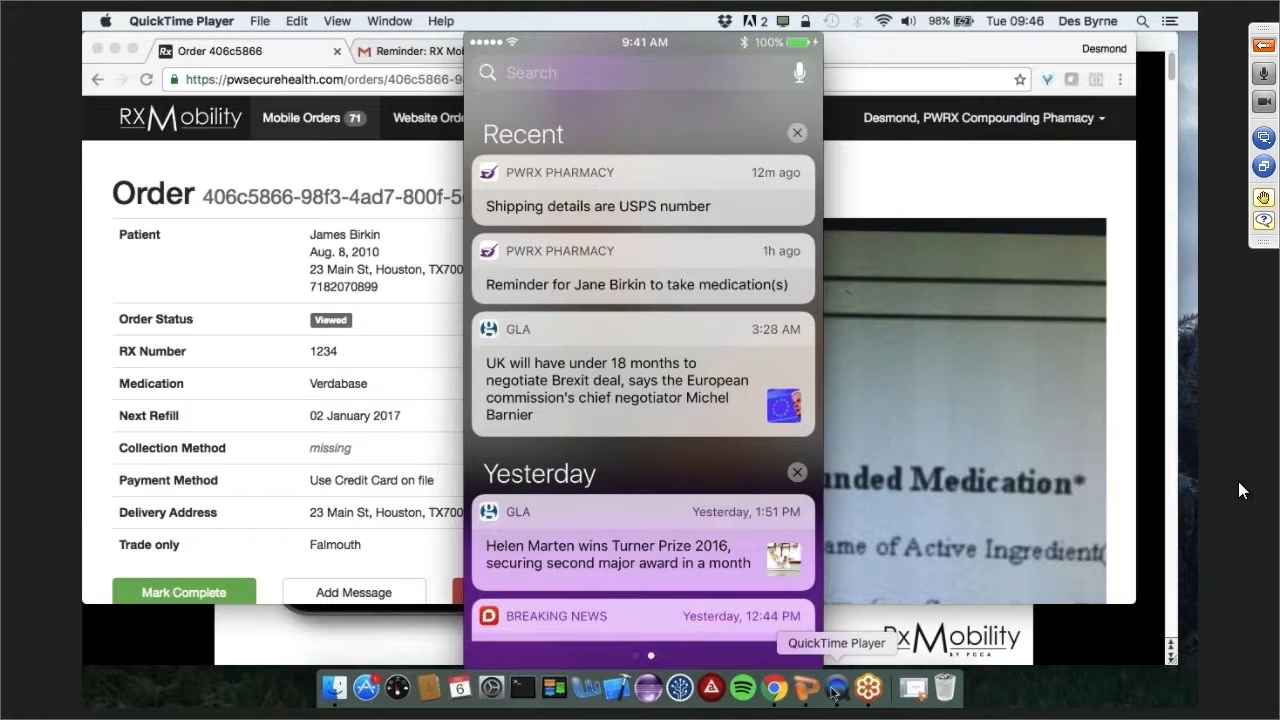 QuickTime Player File Edit View Window Help
2 98% Tue 09:46 Des Byrne
Rx Order 406c5866
Reminder: RX Mo
Desmond
https://pwsecurehealth.com/orders/406c5866-9
RXMobility
Mobile Orders 71
Website Orde
Desmond, PWRX Compounding Phamacy
Order 406c5866-98f3-4ad7-800f-5
Patient James Birkin
Aug. 8, 2010
23 Main St, Houston, TX700
7182070899
Order Status Viewed
RX Number 1234
Medication Verdabase
Next Refill 02 January 2017
Collection Method missing
Payment Method Use Credit Card on file
Delivery Address 23 Main St, Houston, TX700
Trade only Falmouth
Mark Complete
Add Message
9:41 AM 100%
Search
Recent
PWRX PHARMACY 12m ago
Shipping details are USPS number
PWRX PHARMACY 1h ago
Reminder for Jane Birkin to take medication(s)
GLA 3:28 AM
UK will have under 18 months to
negotiate Brexit deal, says the European
commission's chief negotiator Michel
Barnier
Yesterday
GLA Yesterday, 1:51 PM
Helen Marten wins Turner Prize 2016,
securing second major award in a month
BREAKING NEWS Yesterday, 12:44 PM
unded Medication*
ame of Active Ingredient(
QuickTime Player
RxMobility
BY PCCA
6